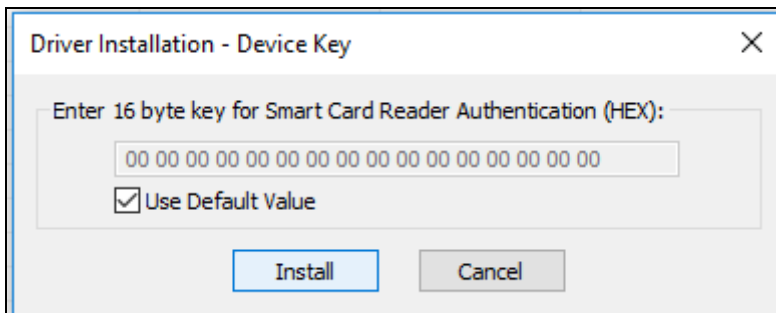 Driver Installation - Device Key
Enter 16 byte key for Smart Card Reader Authentication (HEX):
00 00 00 00 00 00 00 00 00 00 00 00 00 00 00 00
Use Default Value
Install Cancel